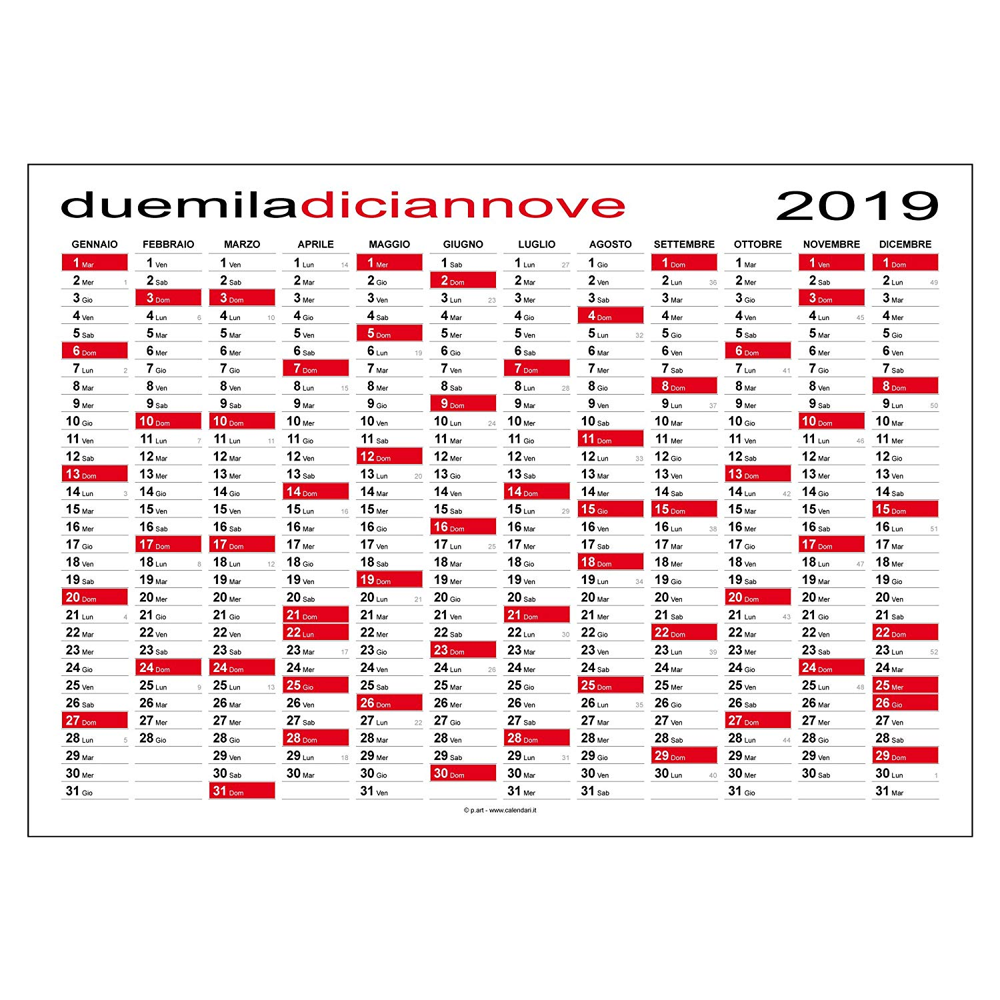 duemiladiciannove 2019
GENNAIO FEBBRAIO MARZO APRILE MAGGIO GIUGNO LUGLIO AGOSTO SETTEMBRE OTTOBRE NOVEMBRE DICEMBRE
1 Mar 1 Ven 1 Ven 1 Lun 14 1 Mer 1 Sab 1 Lun 27 1 Gio 1 Dom 1 Mar 1 Ven 1 Dom
2 Mer 1 2 Sab 2 Sab 2 Mar 2 Gio 2 Dom 2 Mar 2 Ven 2 Lun 36 2 Mer 2 Sab 2 Lun 49
3 Gio 3 Dom 3 Dom 3 Mer 3 Ven 3 Lun 23 3 Mer 3 Sab 3 Mar 3 Gio 3 Dom 3 Mar
4 Ven 4 Lun 6 4 Lun 10 4 Gio 4 Sab 4 Mar 4 Gio 4 Dom 4 Mer 4 Ven 4 Lun 45 4 Mer
5 Sab 5 Mar 5 Mar 5 Ven 5 Dom 5 Mer 5 Ven 5 Lun 32 5 Gio 5 Sab 5 Mar 5 Gio
6 Dom 6 Mer 6 Mer 6 Sab 6 Lun 19 6 Gio 6 Sab 6 Mar 6 Ven 6 Dom 6 Mer 6 Ven
7 Lun 2 7 Gio 7 Gio 7 Dom 7 Mar 7 Ven 7 Dom 7 Mer 7 Sab 7 Lun 41 7 Gio 7 Sab
8 Mar 8 Ven 8 Ven 8 Lun 15 8 Mer 8 Sab 8 Lun 28 8 Gio 8 Dom 8 Mar 8 Ven 8 Dom
9 Mer 9 Sab 9 Sab 9 Mar 9 Gio 9 Dom 9 Mar 9 Ven 9 Lun 37 9 Mer 9 Sab 9 Lun 50
10 Gio 10 Dom 10 Dom 10 Mer 10 Ven 10 Lun 24 10 Mer 10 Sab 10 Mar 10 Gio 10 Dom 10 Mar
11 Ven 11 Lun 7 11 Lun 11 11 Gio 11 Sab 11 Mar 11 Gio 11 Dom 11 Mer 11 Ven 11 Lun 46 11 Mer
12 Sab 12 Mar 12 Mar 12 Ven 12 Dom 12 Mer 12 Ven 12 Lun 33 12 Gio 12 Sab 12 Mar 12 Gio
13 Dom 13 Mer 13 Mer 13 Sab 13 Lun 20 13 Gio 13 Sab 13 Mar 13 Ven 13 Dom 13 Mer 13 Ven
14 Lun 3 14 Gio 14 Gio 14 Dom 14 Mar 14 Ven 14 Dom 14 Mer 14 Sab 14 Lun 42 14 Gio 14 Sab
15 Mar 15 Ven 15 Ven 15 Lun 16 15 Mer 15 Sab 15 Lun 29 15 Gio 15 Dom 15 Mar 15 Ven 15 Dom
16 Mer 16 Sab 16 Sab 16 Mar 16 Gio 16 Dom 16 Mar 16 Ven 16 Lun 38 16 Mer 16 Sab 16 Lun 51
17 Gio 17 Dom 17 Dom 17 Mer 17 Ven 17 Lun 25 17 Mer 17 Sab 17 Mar 17 Gio 17 Dom 17 Mar
18 Ven 18 Lun 8 18 Lun 12 18 Gio 18 Sab 18 Mar 18 Gio 18 Dom 18 Mer 18 Ven 18 Lun 47 18 Mer
19 Sab 19 Mar 19 Mar 19 Ven 19 Dom 19 Mer 19 Ven 19 Lun 34 19 Gio 19 Sab 19 Mar 19 Gio
20 Dom 20 Mer 20 Mer 20 Sab 20 Lun 21 20 Gio 20 Sab 20 Mar 20 Ven 20 Dom 20 Mer 20 Ven
21 Lun 4 21 Gio 21 Gio 21 Dom 21 Mar 21 Ven 21 Dom 21 Mer 21 Sab 21 Lun 43 21 Gio 21 Sab
22 Mar 22 Ven 22 Ven 22 Lun 22 Mer 22 Sab 22 Lun 30 22 Gio 22 Dom 22 Mar 22 Ven 22 Dom
23 Mer 23 Sab 23 Sab 23 Mar 17 23 Gio 23 Dom 23 Mar 23 Ven 23 Lun 39 23 Mer 23 Sab 23 Lun 52
24 Gio 24 Dom 24 Dom 24 Mer 24 Ven 24 Lun 26 24 Mer 24 Sab 24 Mar 24 Gio 24 Dom 24 Mar
25 Ven 25 Lun 9 25 Lun 13 25 Gio 25 Sab 25 Mar 25 Gio 25 Dom 25 Mer 25 Ven 25 Lun 48 25 Mer
26 Sab 26 Mar 26 Mar 26 Ven 26 Dom 26 Mer 26 Ven 26 Lun 35 26 Gio 26 Sab 26 Mar 26 Gio
27 Dom 27 Mer 27 Mer 27 Sab 27 Lun 22 27 Gio 27 Sab 27 Mar 27 Ven 27 Dom 27 Mer 27 Ven
28 Lun 5 28 Gio 28 Gio 28 Dom 28 Mar 28 Ven 28 Dom 28 Mer 28 Sab 28 Lun 44 28 Gio 28 Sab
29 Mar 29 Ven 29 Lun 18 29 Mer 29 Sab 29 Lun 31 29 Gio 29 Dom 29 Mar 29 Ven 29 Dom
30 Mer 30 Sab 30 Mar 30 Gio 30 Dom 30 Mar 30 Ven 30 Lun 40 30 Mer 30 Sab 30 Lun 1
31 Gio 31 Dom 31 Ven 31 Mer 31 Sab 31 Gio 31 Mar
© p.art - www.calendari.it